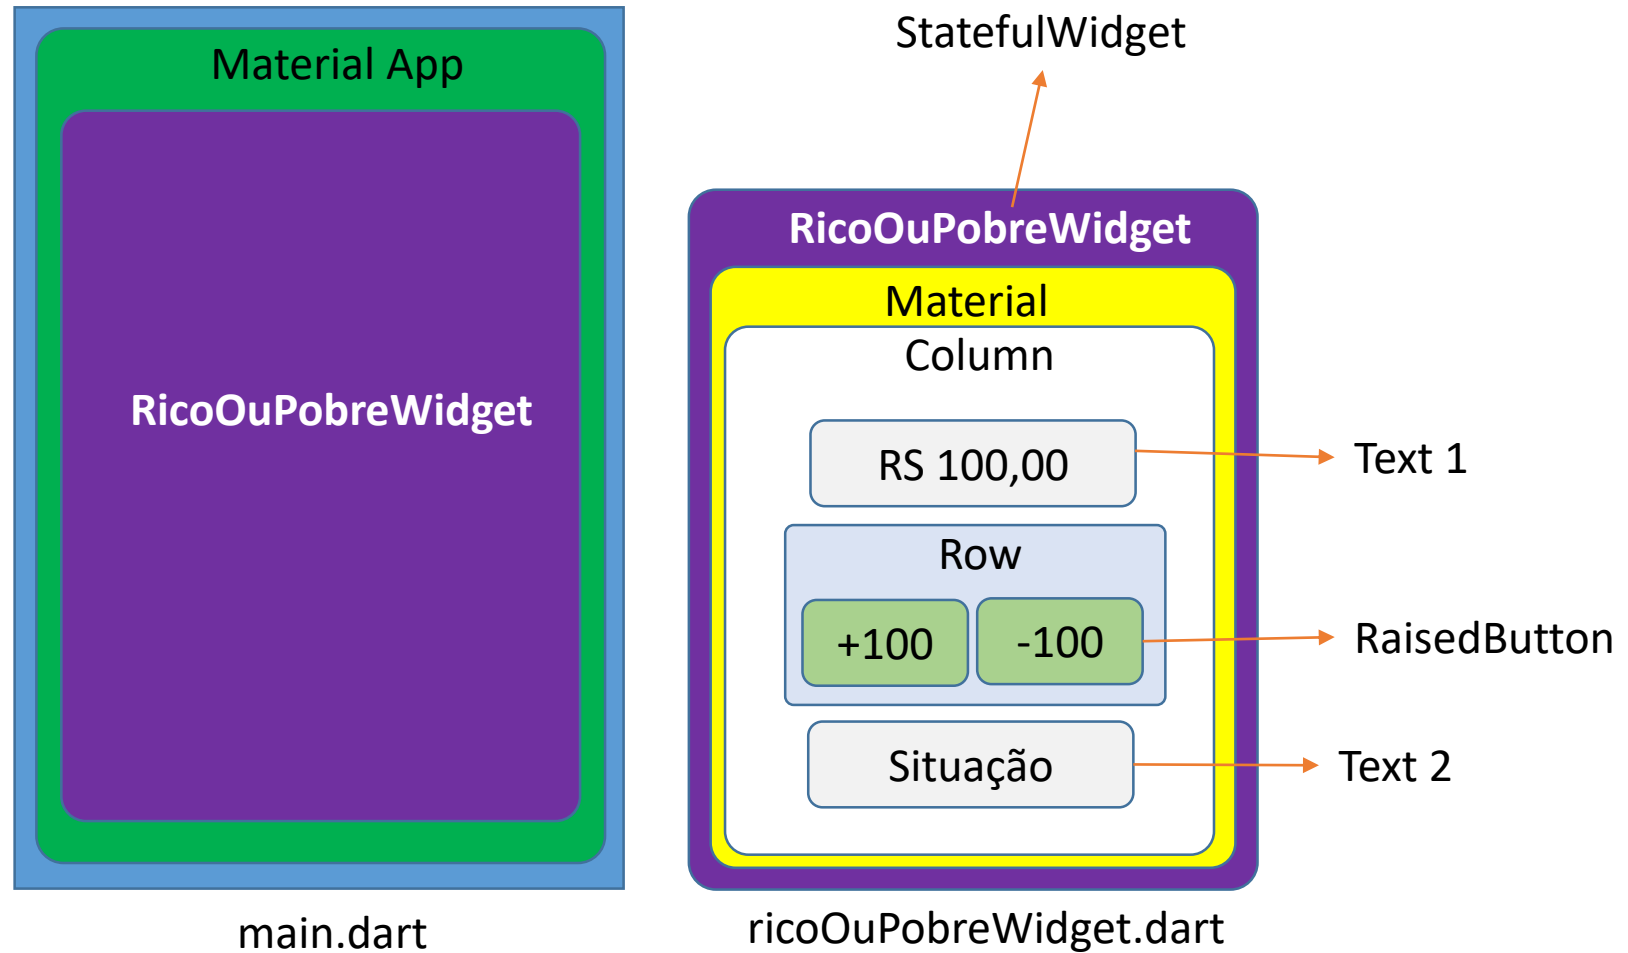 Material App
RicoOuPobreWidget
main.dart
StatefulWidget
RicoOuPobreWidget
Material
Column
RS 100,00
Text 1
Row
+100
-100
RaisedButton
Situação
Text 2
ricoOuPobreWidget.dart